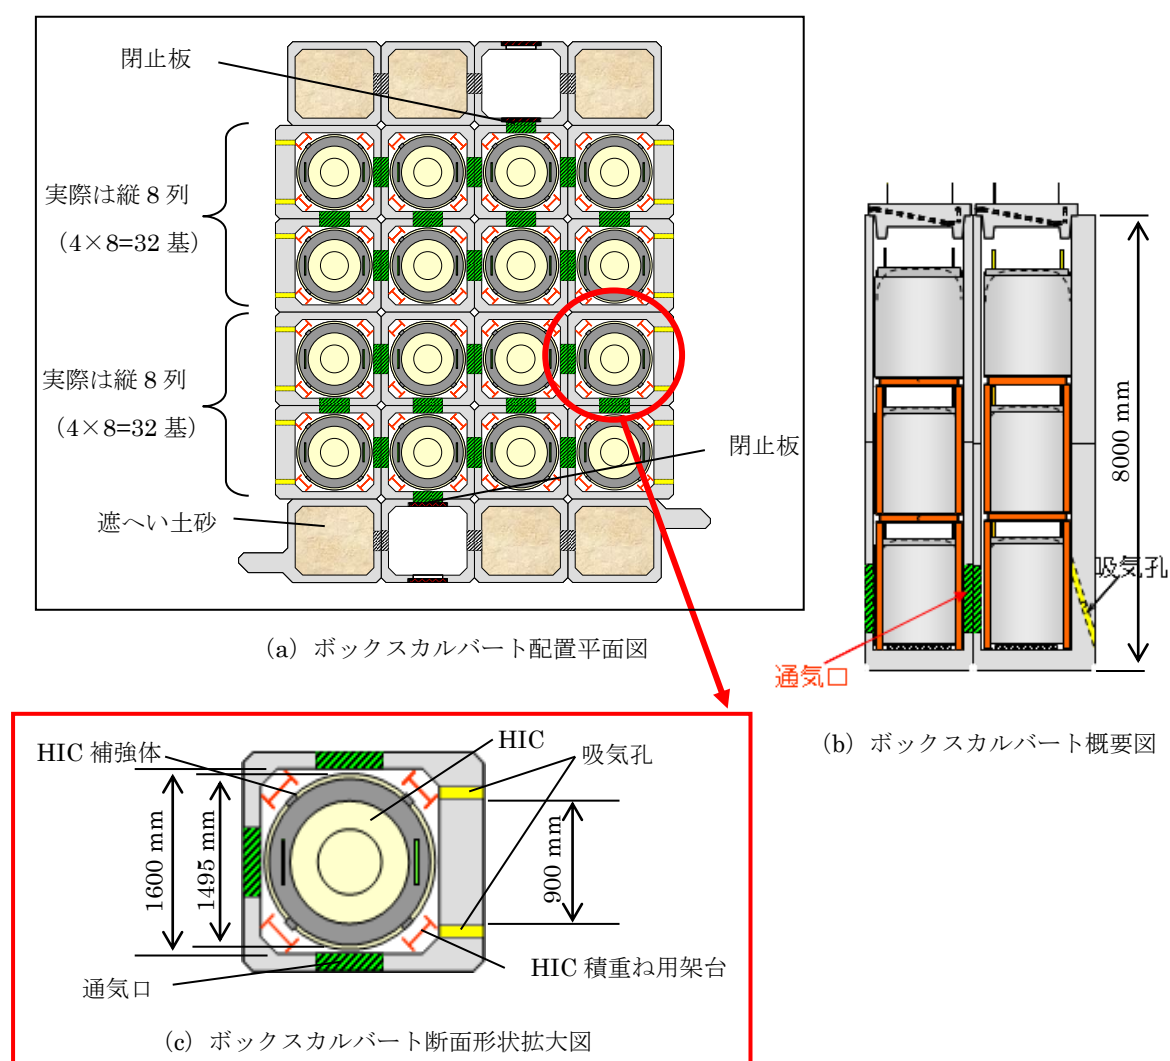 閉止板
実際は縦 8 列
（4×8=32 基）
実際は縦 8 列
（4×8=32 基）
閉止板
遮へい土砂
（a）ボックスカルバート配置平面図
8000 mm
吸気孔
通気口
（b）ボックスカルバート概要図
HIC 補強体
HIC
吸気孔
1600 mm
1495 mm
900 mm
通気口
HIC 積重ね用架台
（c）ボックスカルバート断面形状拡大図